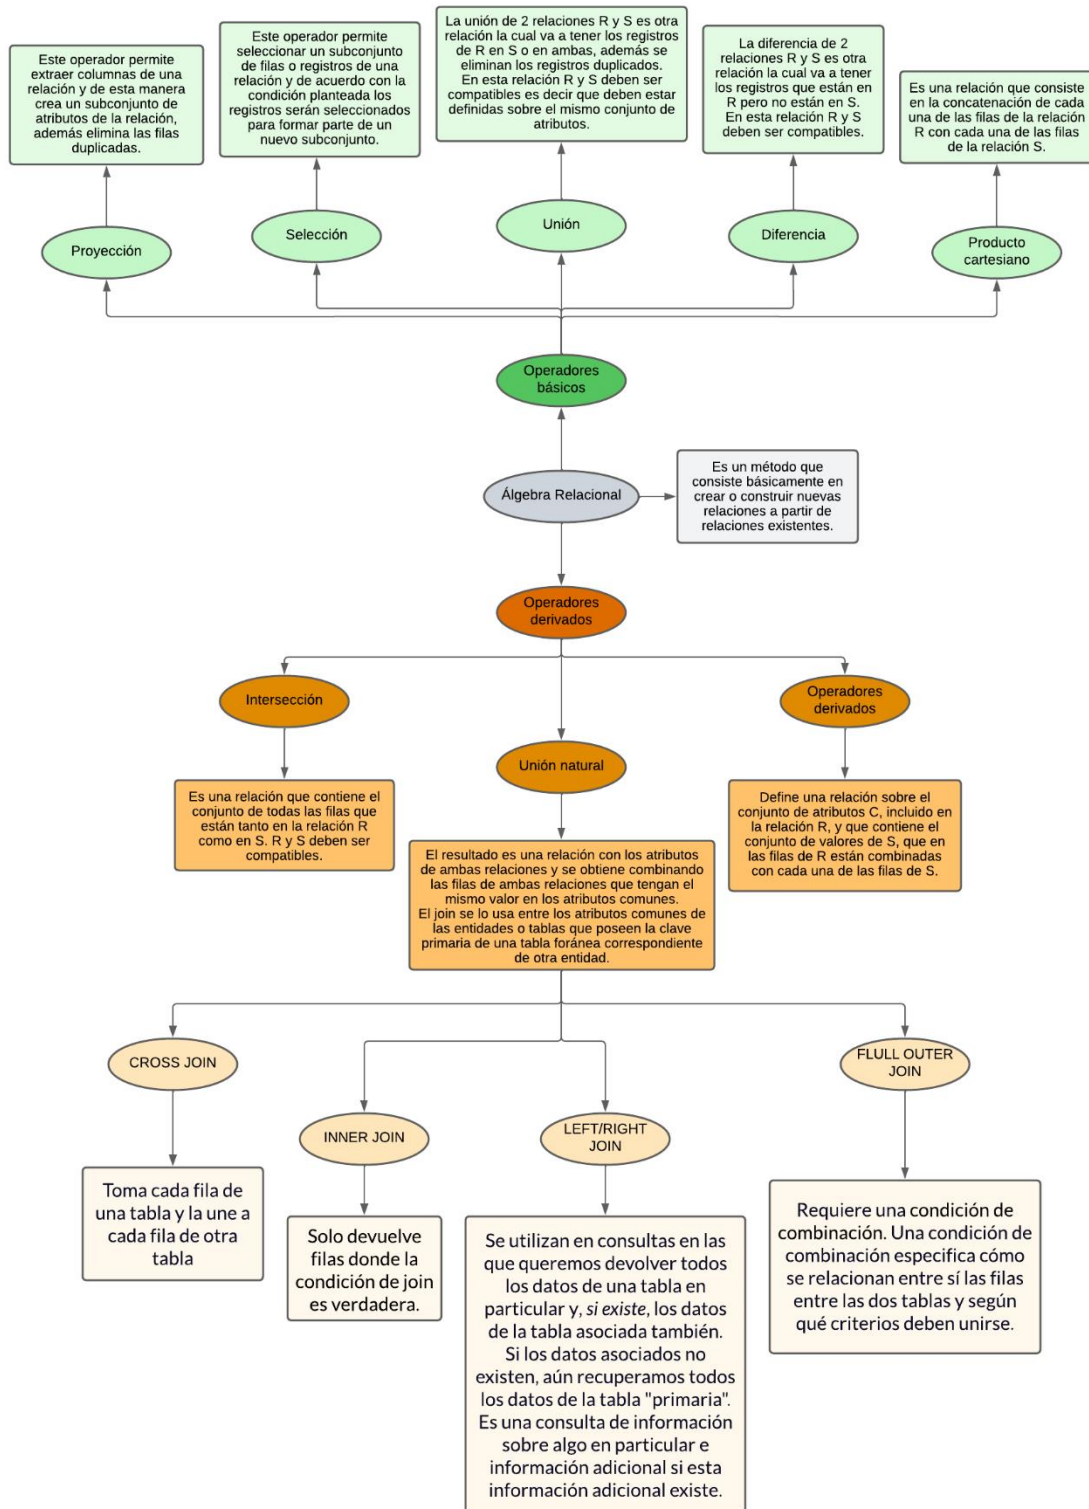 Este operador permite
extraer columnas de una
relación y de esta manera
crea un subconjunto de
atributos de la relación,
además elimina las filas
duplicadas.
Este operador permite
seleccionar un subconjunto
de filas o registros de una
relación y de acuerdo con la
condición planteada los
registros serán seleccionados
para formar parte de un
nuevo subconjunto.
La unión de 2 relaciones R y S es otra
relación la cual va a tener los registros
de R en S o en ambas, además se
eliminan los registros duplicados.
En esta relación R y S deben ser
compatibles es decir que deben estar
definidas sobre el mismo conjunto de
atributos.
La diferencia de 2
relaciones R y S es otra
relación la cual va a tener
los registros que están en
R pero no están en S.
En esta relación R y S
deben ser compatibles.
Es una relación que consiste
en la concatenación de cada
una de las filas de la relación
R con cada una de las filas
de la relación S.
Proyección
Selección
Unión
Diferencia
Producto
cartesiano
Operadores
básicos
Álgebra Relacional
Es un método que
consiste básicamente en
crear o construir nuevas
relaciones a partir de
relaciones existentes.
Operadores
derivados
Intersección
Unión natural
Operadores
derivados
Es una relación que contiene el
conjunto de todas las filas que
están tanto en la relación R
como en S. R y S deben ser
compatibles.
El resultado es una relación con los atributos
de ambas relaciones y se obtiene combinando
las filas de ambas relaciones que tengan el
mismo valor en los atributos comunes.
El join se lo usa entre los atributos comunes de
las entidades o tablas que poseen la clave
primaria de una tabla foránea correspondiente
de otra entidad.
Define una relación sobre el
conjunto de atributos C, incluido en
la relación R, y que contiene el
conjunto de valores de S, que en
las filas de R están combinadas
con cada una de las filas de S.
CROSS JOIN
INNER JOIN
LEFT/RIGHT
JOIN
FLULL OUTER
JOIN
Toma cada fila de
una tabla y la une a
cada fila de otra
tabla
Solo devuelve
filas donde la
condición de join
es verdadera.
Se utilizan en consultas en las
que queremos devolver todos
los datos de una tabla en
particular y, si existe, los datos
de la tabla asociada también.
Si los datos asociados no
existen, aún recuperamos todos
los datos de la tabla "primaria".
Es una consulta de información
sobre algo en particular e
información adicional si esta
información adicional existe.
Requiere una condición de
combinación. Una condición de
combinación especifica cómo
se relacionan entre sí las filas
entre las dos tablas y según
qué criterios deben unirse.